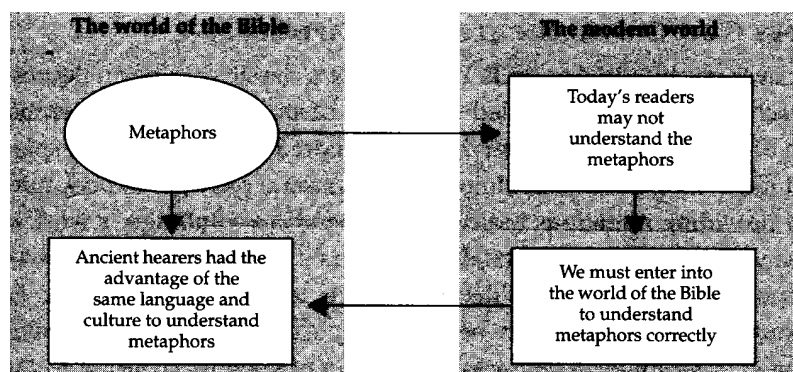 The world of the Bible
The modern world
Metaphors
Today's readers
may not
understand the
metaphors
Ancient hearers had the
advantage of the
same language and
culture to understand
metaphors
We must enter into
the world of the Bible
to understand
metaphors correctly